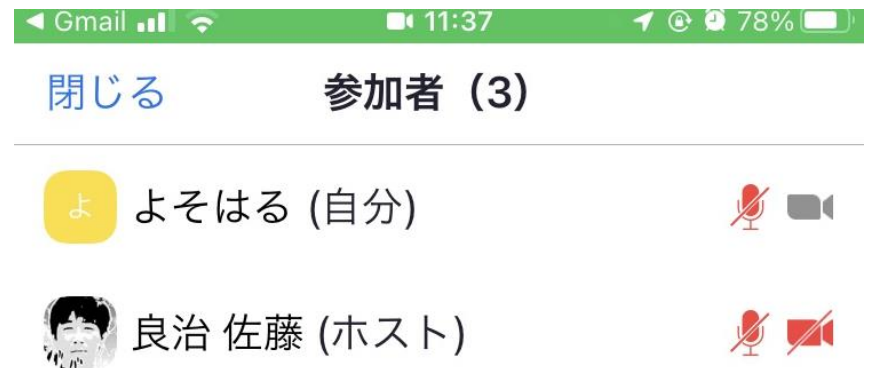 Gmail 11:37 78%
閉じる 参加者（3）
よ よそはる (自分)
良治 佐藤 (ホスト)